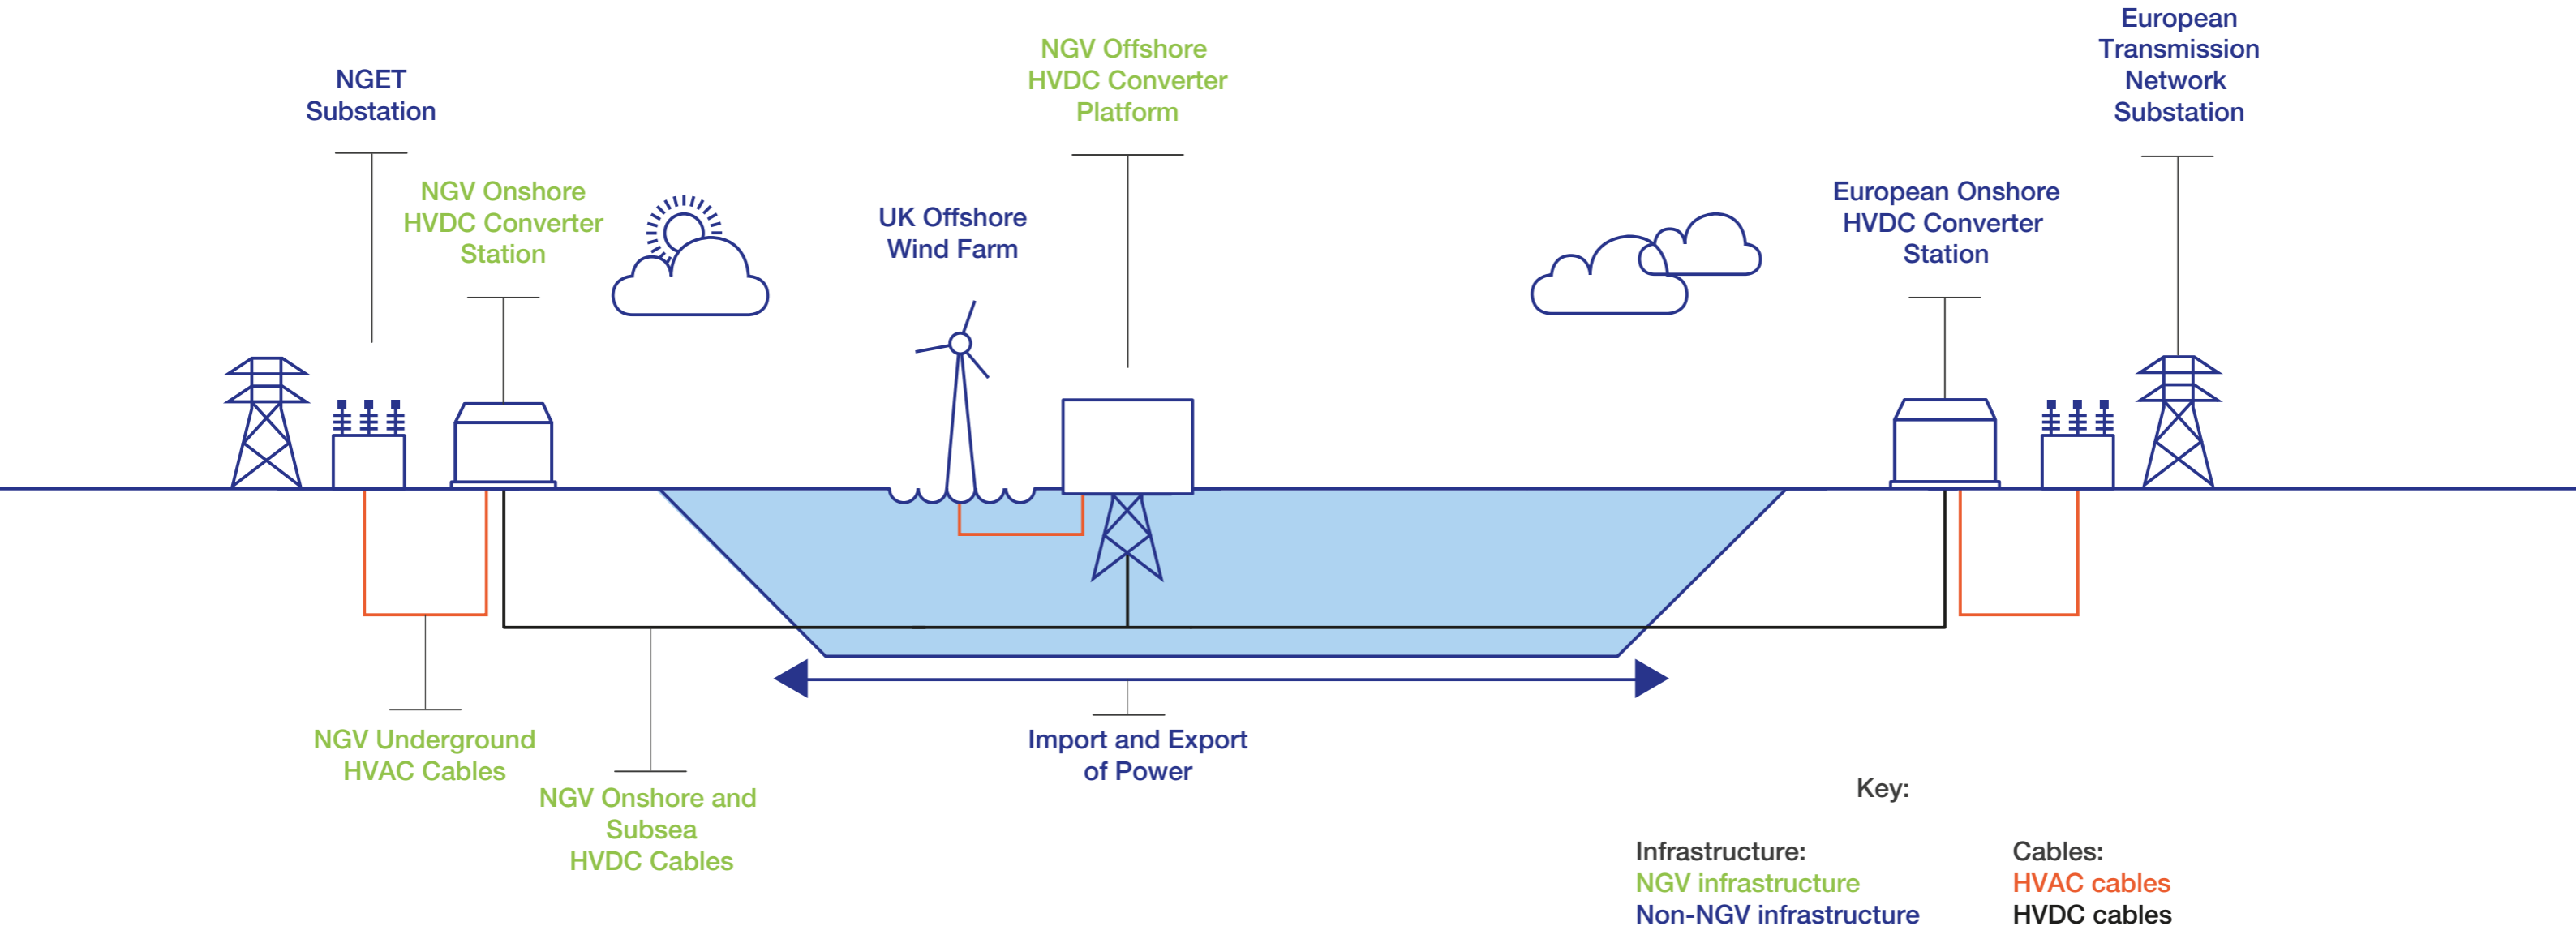 European
Transmission
Network
Substation
NGV Offshore
HVDC Converter
Platform
NGET
Substation
NGV Onshore
HVDC Converter
Station
UK Offshore
Wind Farm
European Onshore
HVDC Converter
Station
NGV Underground
HVAC Cables
NGV Onshore and
Subsea
HVDC Cables
Import and Export
of Power
Key:
Infrastructure:
NGV infrastructure
Non-NGV infrastructure
Cables:
HVAC cables
HVDC cables